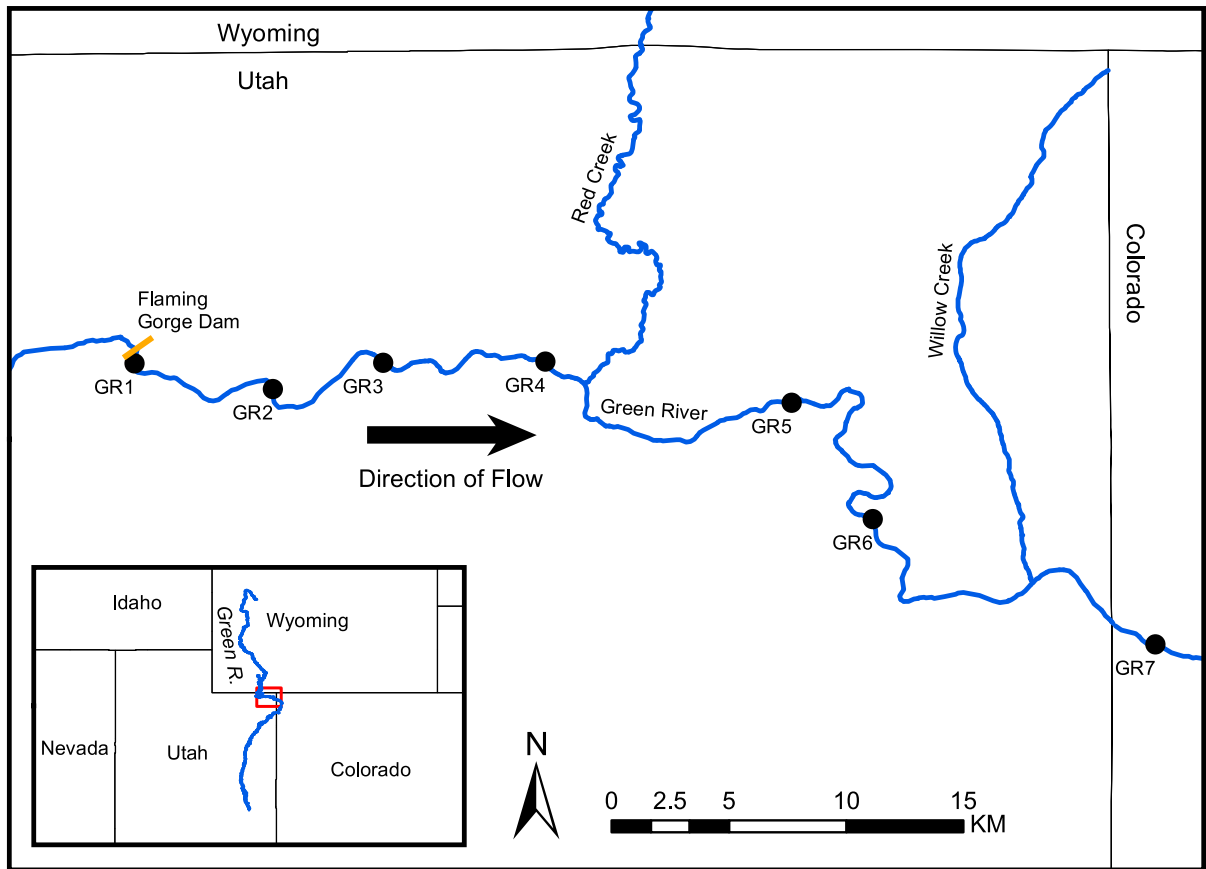 Wyoming
Utah
Red Creek
Willow Creek
Colorado
Flaming
Gorge Dam
GR1
GR2
GR3
GR4
Green River
GR5
Direction of Flow
GR6
GR7
Idaho
Wyoming
Green R.
Nevada
Utah
Colorado
N
0 2.5 5 10 15
KM